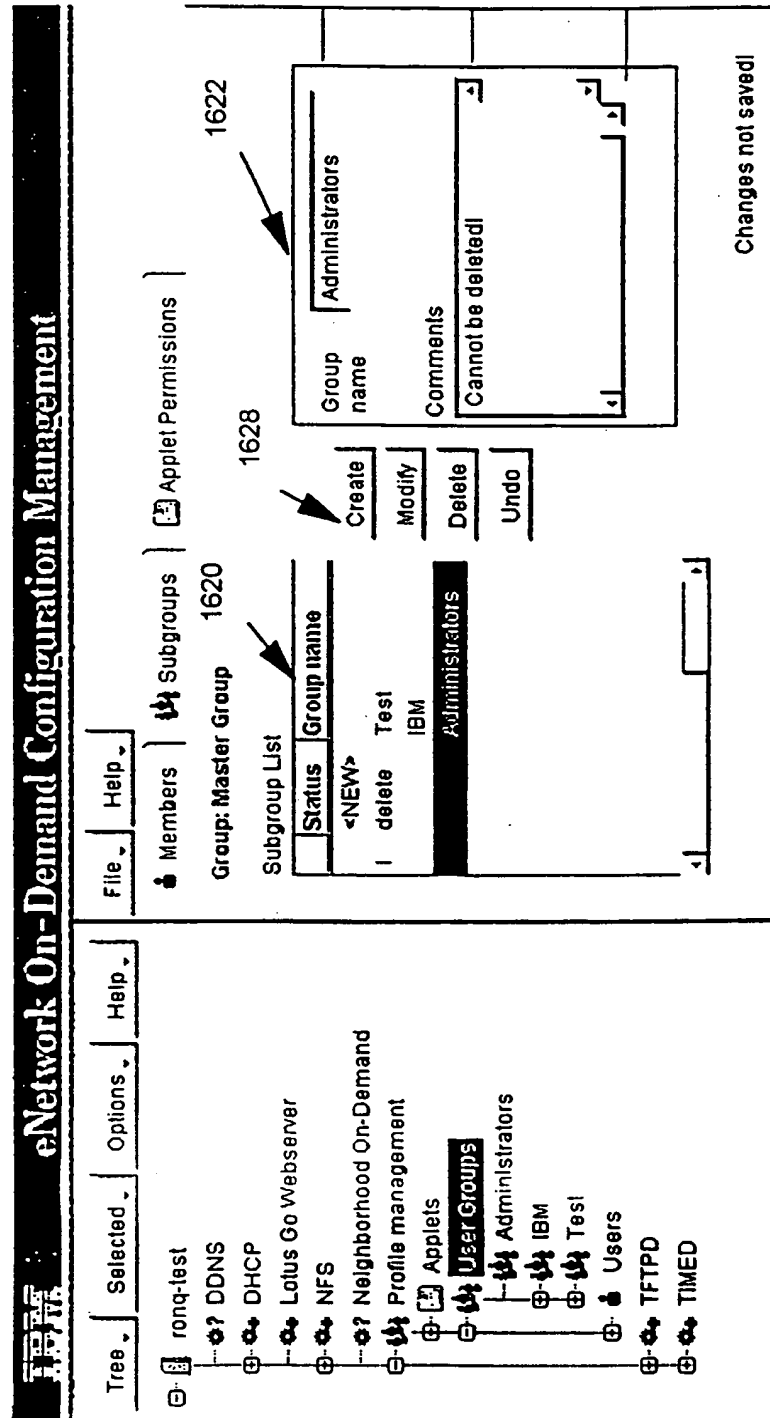 IBM
eNetwork On-Demand Configuration Management
Tree Selected Options Help
ronq-test
? DDNS
DHCP
Lotus Go Webserver
NFS
? Neighborhood On-Demand
Profile management
Applets
User Groups
Administrators
IBM
Test
Users
TFTPD
TIMED
File Help
Members Subgroups Applet Permissions
Group: Master Group
Subgroup List
1620
Status Group name
<NEW>
delete Test
IBM
Administrators
1628
Create
Modify
Delete
Undo
1622
Group name
Administrators
Comments
Cannot be deleted!
Changes not saved!